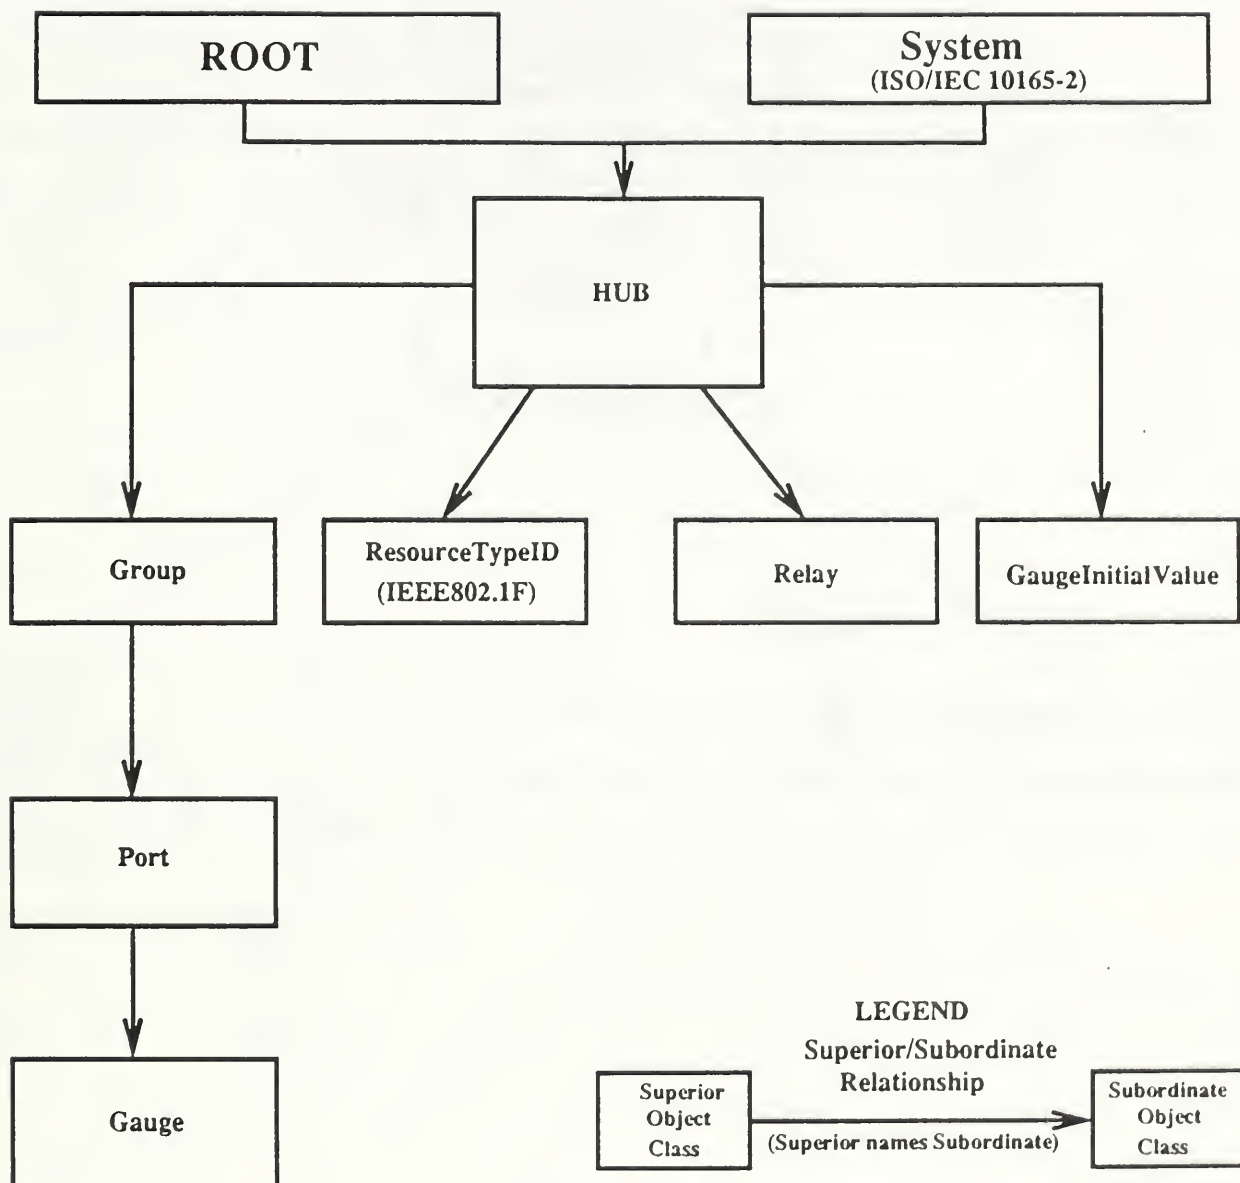 ROOT
System
(ISO/IEC 10165-2)
HUB
Group
ResourceTypeID
(IEEE802.1F)
Relay
GaugeInitialValue
Port
Gauge
LEGEND
Superior/Subordinate
Relationship
Superior
Object
Class
(Superior names Subordinate)
Subordinate
Object
Class